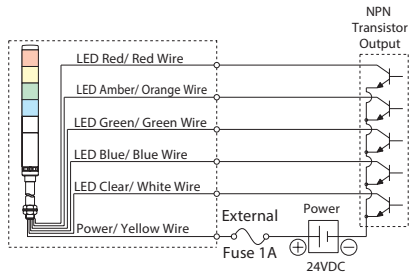 NPN
Transistor
Output
LED Red/ Red Wire
LED Amber/ Orange Wire
LED Green/ Green Wire
LED Blue/ Blue Wire
LED Clear/ White Wire
Power/ Yellow Wire
External
Fuse 1A
Power
+
−
24VDC